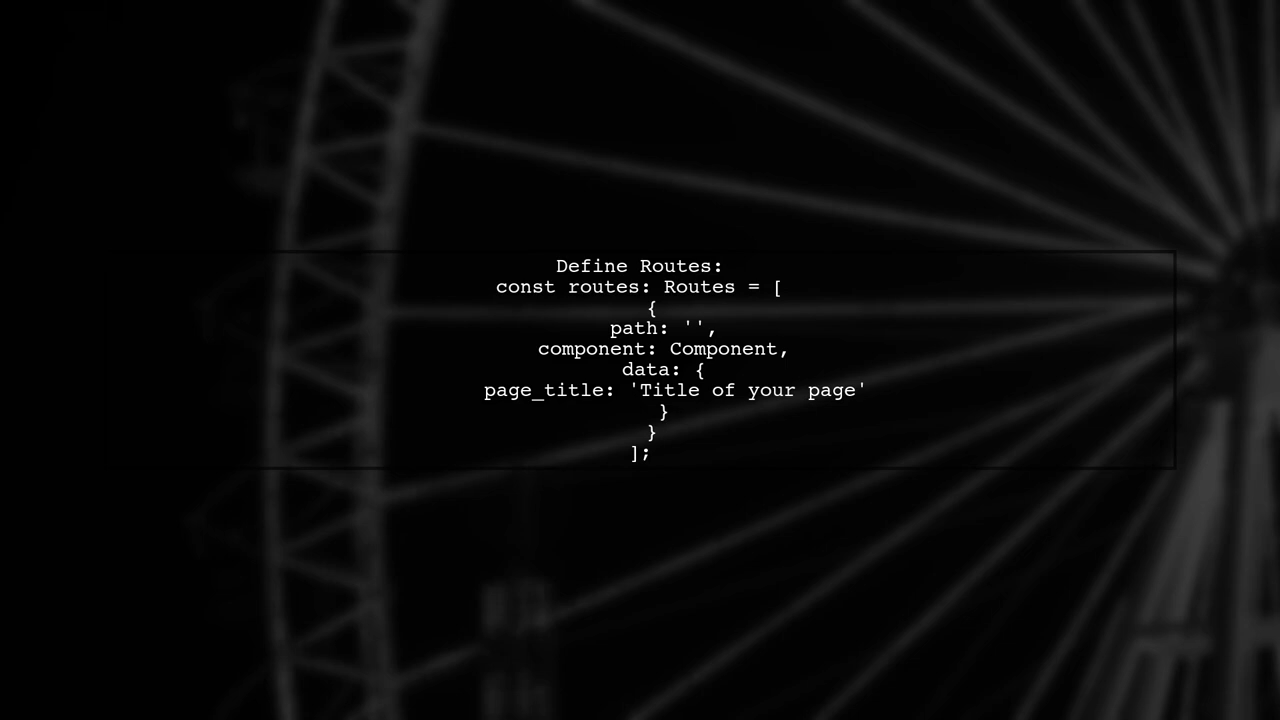 Define Routes:
const routes: Routes = [
{
path: '',
component: Component,
data: {
page_title: 'Title of your page'
}
}
];